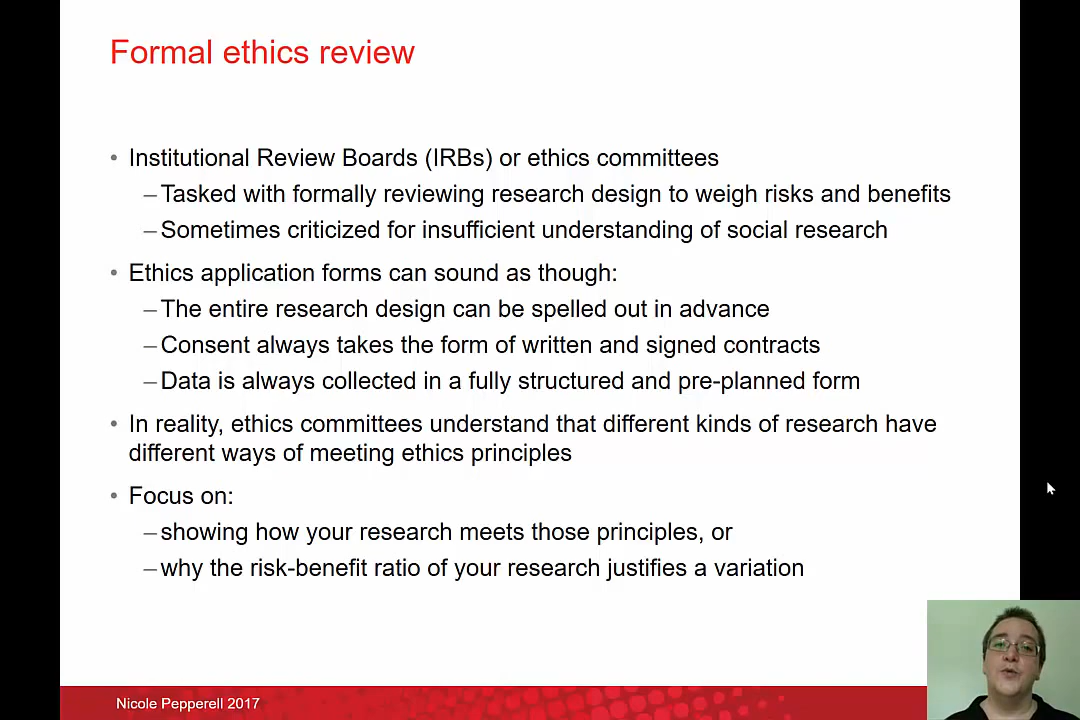 Formal ethics review
• Institutional Review Boards (IRBs) or ethics committees
–Tasked with formally reviewing research design to weigh risks and benefits
–Sometimes criticized for insufficient understanding of social research
• Ethics application forms can sound as though:
–The entire research design can be spelled out in advance
–Consent always takes the form of written and signed contracts
–Data is always collected in a fully structured and pre-planned form
• In reality, ethics committees understand that different kinds of research have
different ways of meeting ethics principles
• Focus on:
–showing how your research meets those principles, or
–why the risk-benefit ratio of your research justifies a variation
Nicole Pepperell 2017